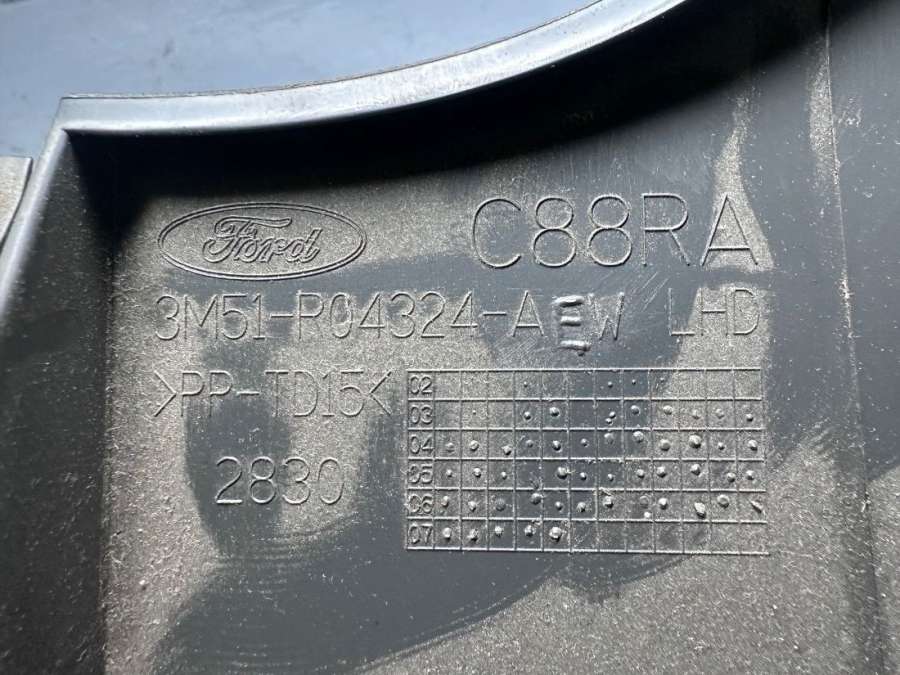 Ford
C88RA
3M51-R04324-AEW LHD
>PP-TD15<
2830
02
03
04
05
06
07